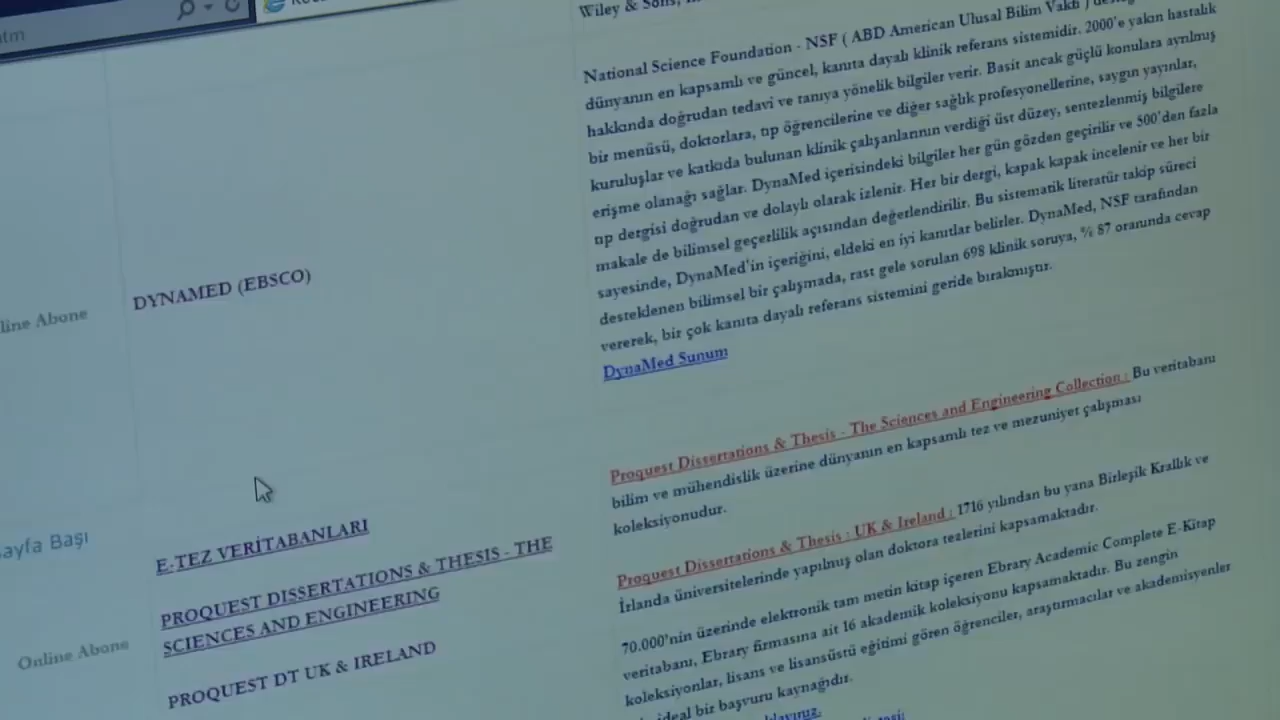 Wiley & Sons,
National Science Foundation - NSF ( ABD American Ulusal Bilim Vakfı )
dünyanın en kapsamlı ve güncel, kanıta dayalı klinik referans sistemidir. 2000'e yakın hastalık
hakkında doğrudan tedavi ve tanıya yönelik bilgiler verir. Basit ancak güçlü konulara ayrılmış
bir menüsü, doktorlara, tıp öğrencilerine ve diğer sağlık profesyonellerine, saygın yayınlar,
kuruluşlar ve katkıda bulunan klinik çalışanlarının verdiği üst düzey, sentezlenmiş bilgilere
erişme olanağı sağlar. DynaMed içerisindeki bilgiler her gün gözden geçirilir ve 500'den fazla
tıp dergisi doğrudan ve dolaylı olarak izlenir. Her bir dergi, kapak kapak incelenir ve her bir
makale de bilimsel geçerlilik açısından değerlendirilir. Bu sistematik literatür takip süreci
sayesinde, DynaMed'in içeriğini, eldeki en iyi kanıtlar belirler. DynaMed, NSF tarafından
desteklenen bilimsel bir çalışmada, rast gele sorulan 698 klinik soruya, % 87 oranında cevap
vererek, bir çok kanıta dayalı referans sistemini geride bırakmıştır.
DynaMed Sunum
DYNAMED (EBSCO)
line Abone
Proquest Dissertations & Thesis - The Sciences and Engineering Collection : Bu veritabanı
bilim ve mühendislik üzerine dünyanın en kapsamlı tez ve mezuniyet çalışması
koleksiyonudur.
Proquest Dissertations & Thesis : UK & Ireland : 1716 yılından bu yana Birleşik Krallık ve
İrlanda üniversitelerinde yapılmış olan doktora tezlerini kapsamaktadır.
ayfa Başı
E-TEZ VERİTABANLARI
PROQUEST DISSERTATIONS & THESIS - THE
SCIENCES AND ENGINEERING
Online Abone
PROQUEST DT UK & IRELAND
70.000'nin üzerinde elektronik tam metin kitap içeren Ebrary Academic Complete E-Kitap
veritabanı, Ebrary firmasına ait 16 akademik koleksiyonu kapsamaktadır. Bu zengin
koleksiyonlar, lisans ve lisansüstü eğitimi gören öğrenciler, araştırmacılar ve akademisyenler
ideal bir başvuru kaynağıdır.